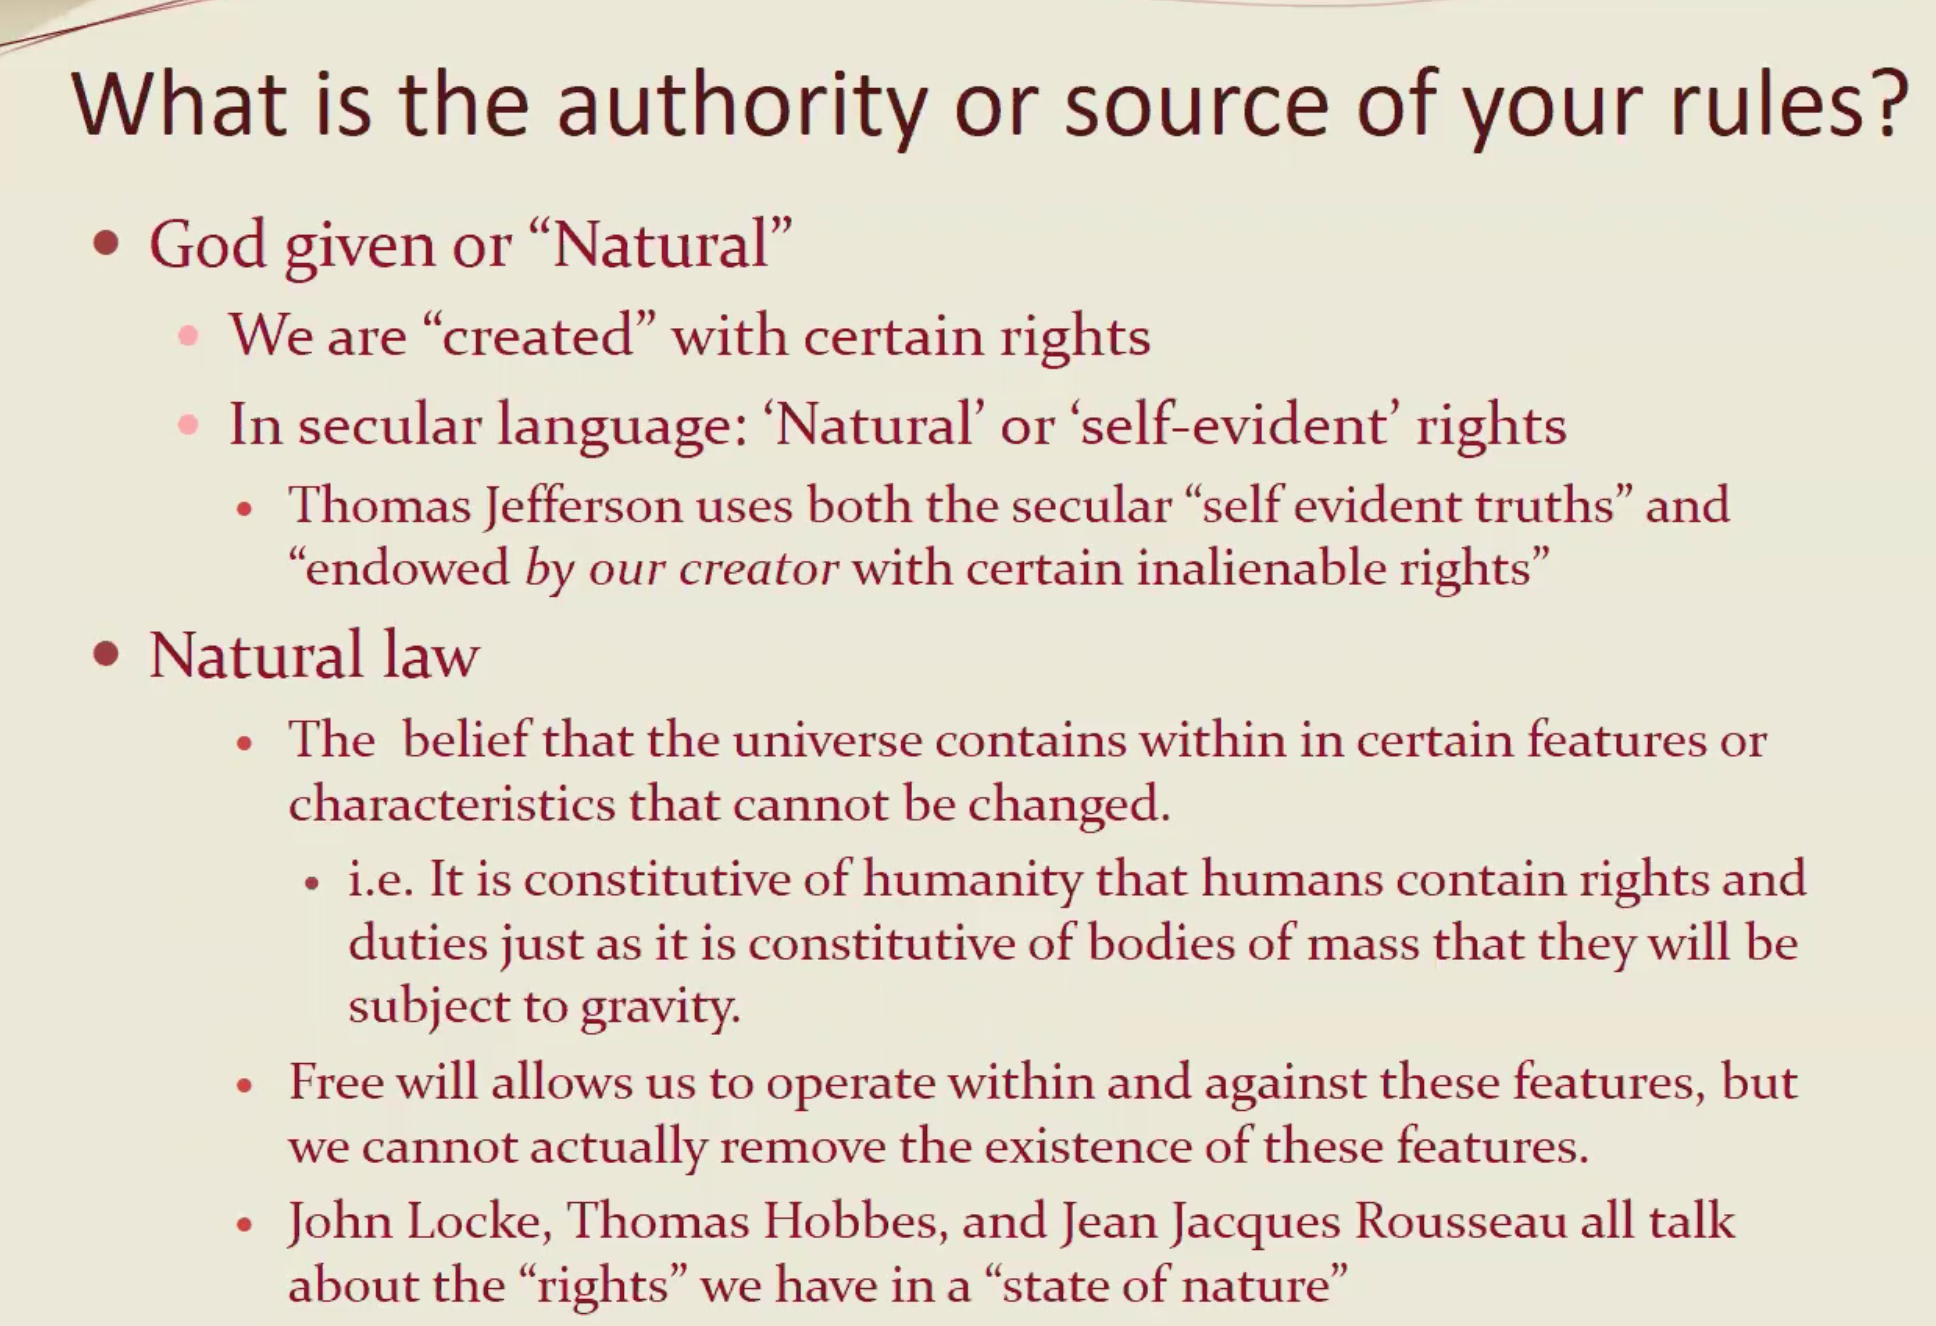 What is the authority or source of your rules?
• God given or “Natural”
• We are “created” with certain rights
• In secular language: ‘Natural’ or ‘self-evident’ rights
• Thomas Jefferson uses both the secular “self evident truths” and
“endowed by our creator with certain inalienable rights”
• Natural law
• The  belief that the universe contains within in certain features or
characteristics that cannot be changed.
• i.e. It is constitutive of humanity that humans contain rights and
duties just as it is constitutive of bodies of mass that they will be
subject to gravity.
• Free will allows us to operate within and against these features, but
we cannot actually remove the existence of these features.
• John Locke, Thomas Hobbes, and Jean Jacques Rousseau all talk
about the “rights” we have in a “state of nature”